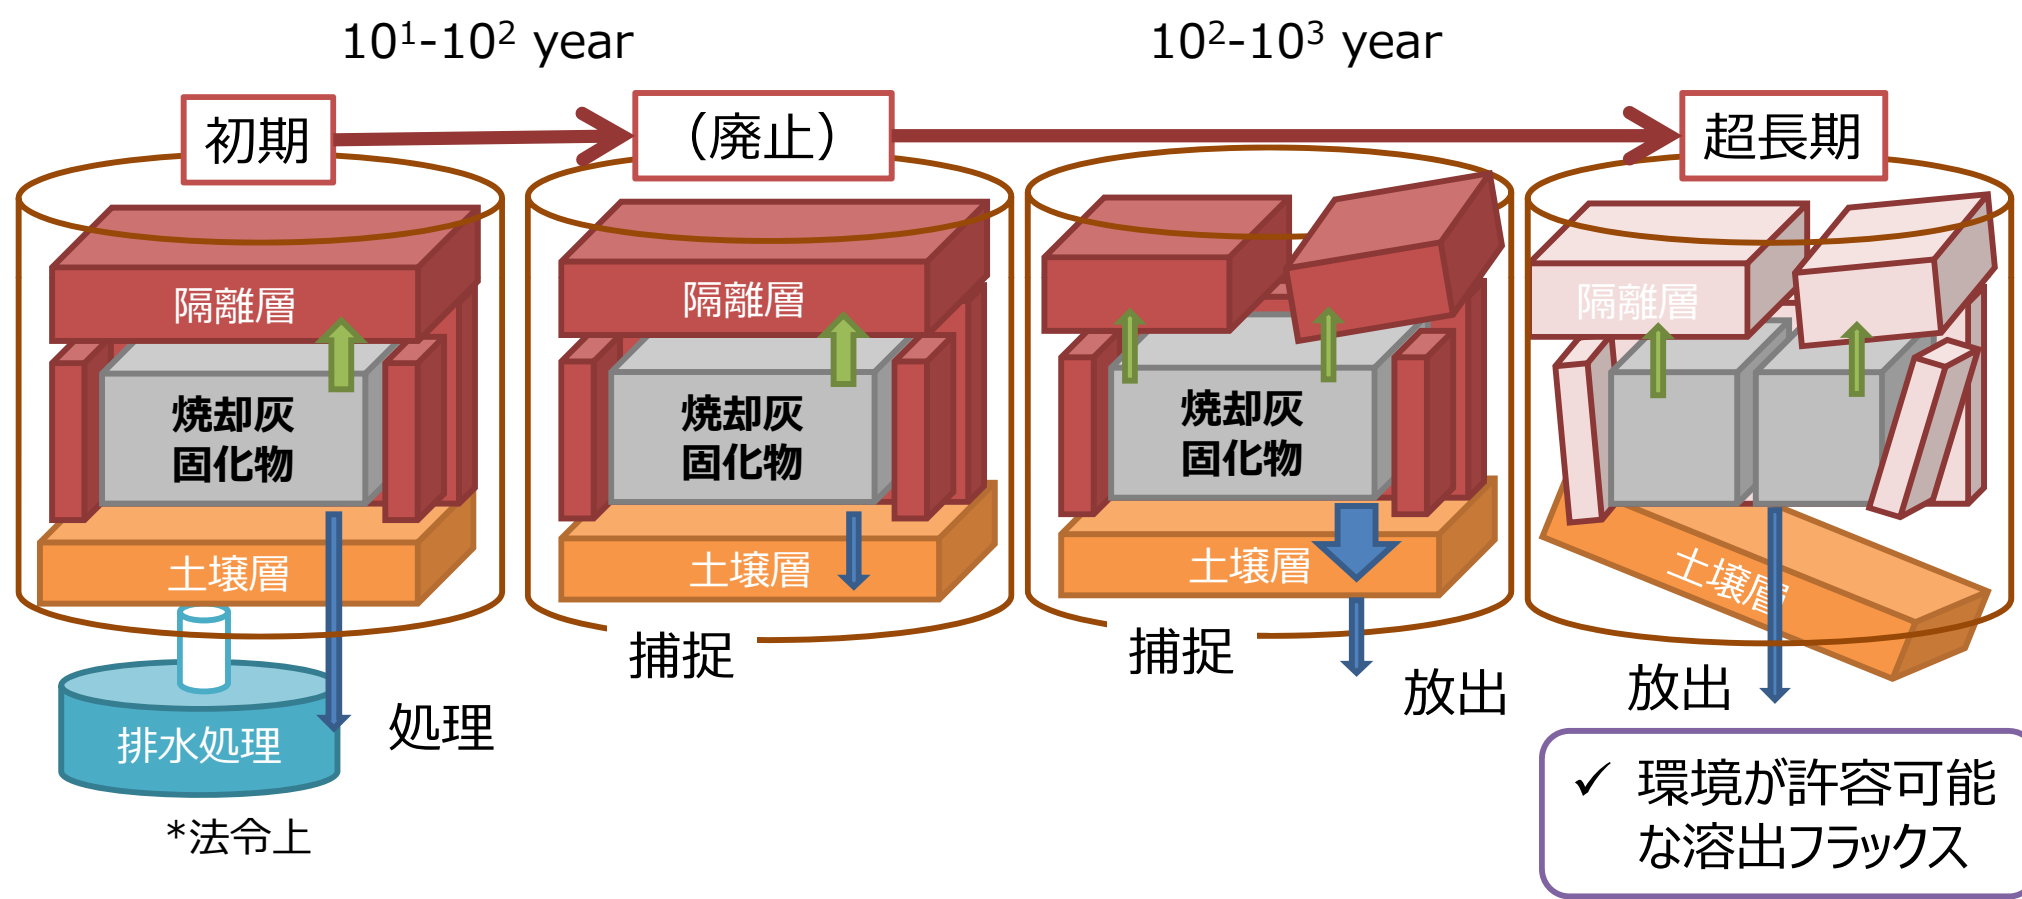 10¹-10² year
10²-10³ year
初期
（廃止）
超長期
隔離層
隔離層
隔離層
焼却灰
固化物
焼却灰
固化物
焼却灰
固化物
土壌層
土壌層
土壌層
土壌層
捕捉
捕捉
放出
放出
処理
排水処理
*法令上
✓ 環境が許容可能
な溶出フラックス